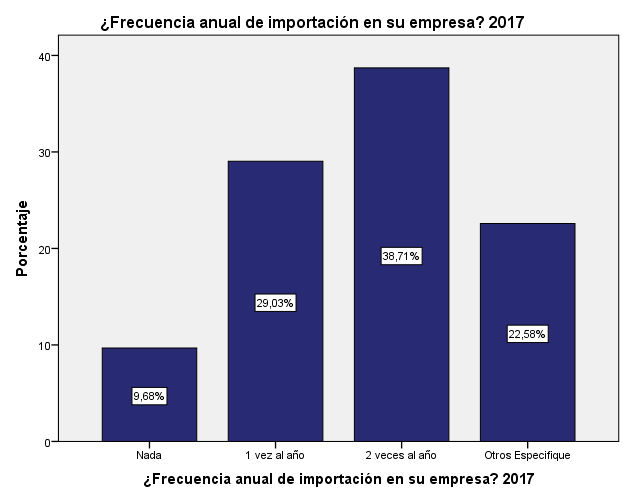 ¿Frecuencia anual de importación en su empresa? 2017
Porcentaje
40
30
20
10
0
9,68%
29,03%
38,71%
22,58%
Nada
1 vez al año
2 veces al año
Otros Especifique
¿Frecuencia anual de importación en su empresa? 2017